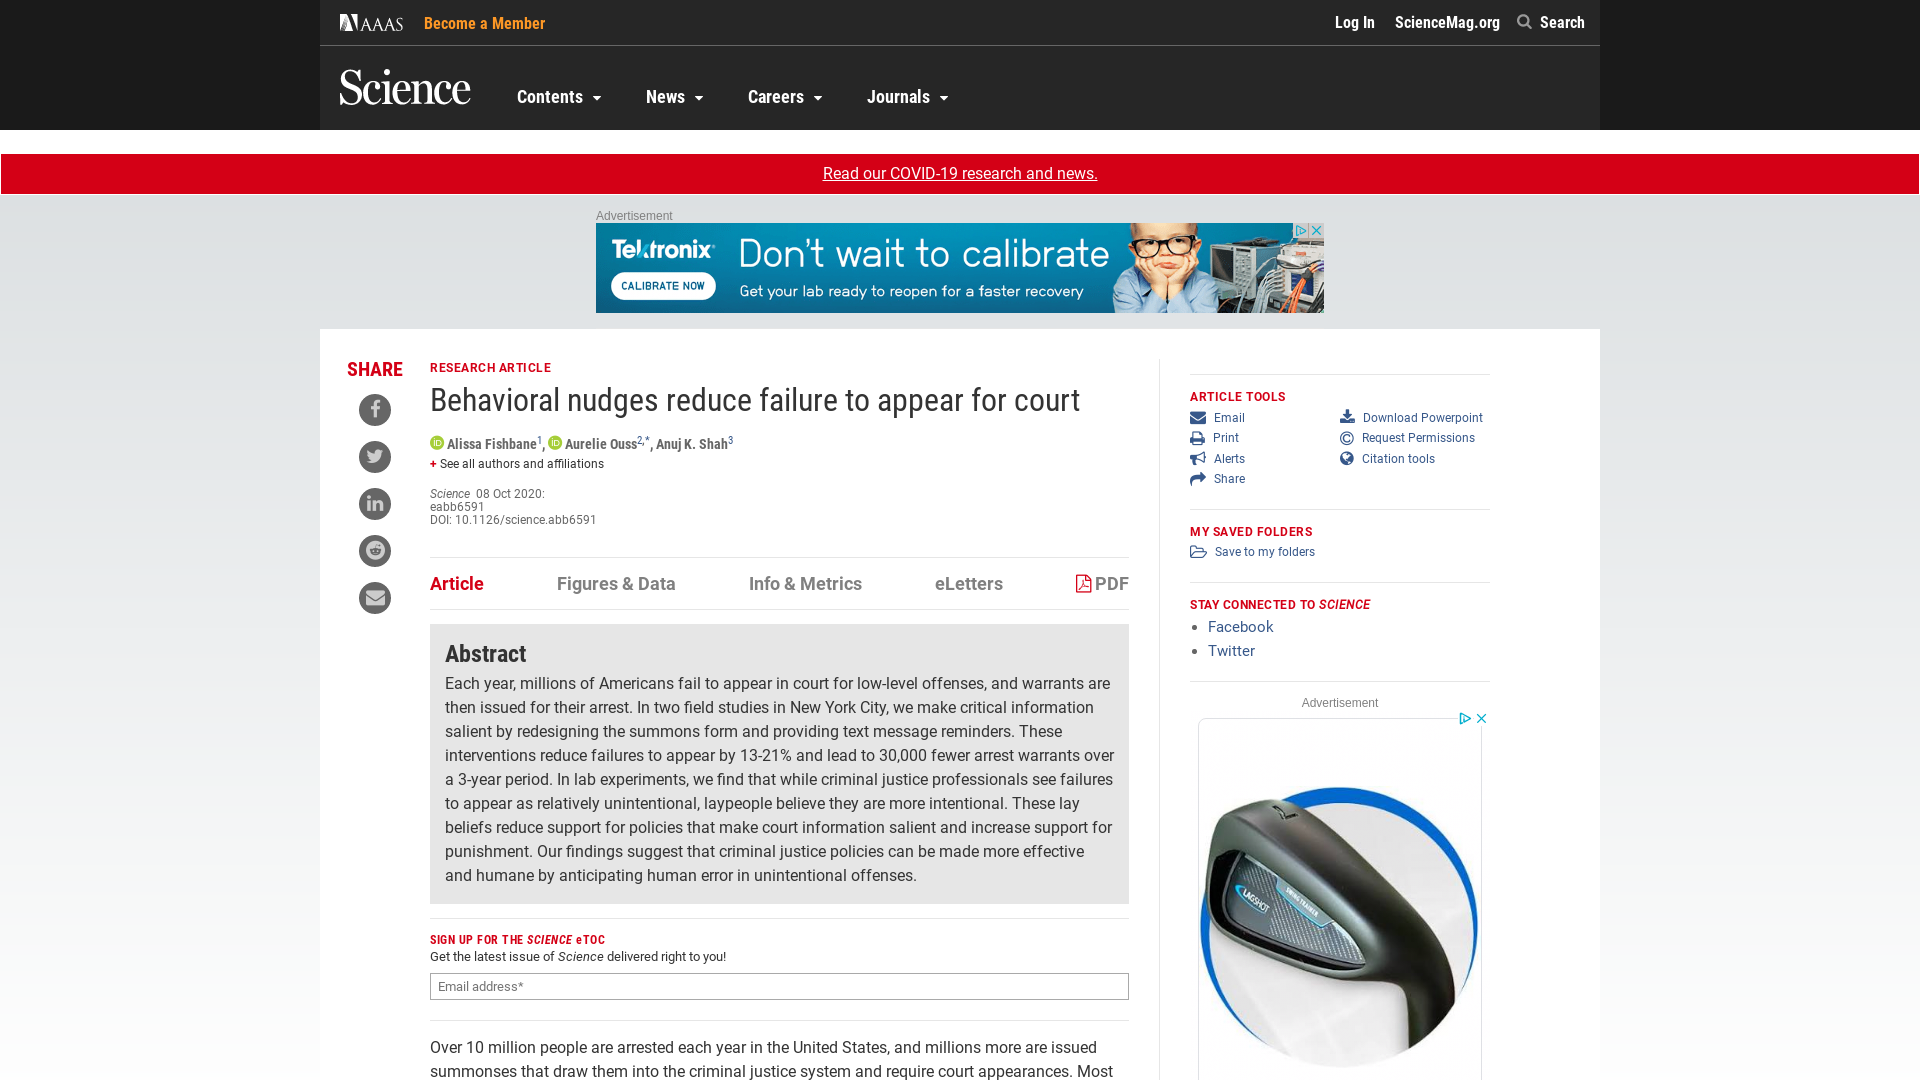 AAAS
Become a Member
Log In
ScienceMag.org
Search
Science
Contents
News
Careers
Journals
Read our COVID-19 research and news.
Advertisement
Tektronix
CALIBRATE NOW
Don't wait to calibrate
Get your lab ready to reopen for a faster recovery
SHARE
RESEARCH ARTICLE
Behavioral nudges reduce failure to appear for court
iD Alissa Fishbane1, iD Aurelie Ouss2,*, Anuj K. Shah3
+ See all authors and affiliations
Science 08 Oct 2020:
eabb6591
DOI: 10.1126/science.abb6591
Article
Figures & Data
Info & Metrics
eLetters
PDF
Abstract
Each year, millions of Americans fail to appear in court for low-level offenses, and warrants are
then issued for their arrest. In two field studies in New York City, we make critical information
salient by redesigning the summons form and providing text message reminders. These
interventions reduce failures to appear by 13-21% and lead to 30,000 fewer arrest warrants over
a 3-year period. In lab experiments, we find that while criminal justice professionals see failures
to appear as relatively unintentional, laypeople believe they are more intentional. These lay
beliefs reduce support for policies that make court information salient and increase support for
punishment. Our findings suggest that criminal justice policies can be made more effective
and humane by anticipating human error in unintentional offenses.
SIGN UP FOR THE SCIENCE eTOC
Get the latest issue of Science delivered right to you!
Email address*
Over 10 million people are arrested each year in the United States, and millions more are issued
summonses that draw them into the criminal justice system and require court appearances. Most
ARTICLE TOOLS
Email
Download Powerpoint
Print
Request Permissions
Alerts
Citation tools
Share
MY SAVED FOLDERS
Save to my folders
STAY CONNECTED TO SCIENCE
Facebook
Twitter
Advertisement
7
LAGSHOT
SWING TRAINER